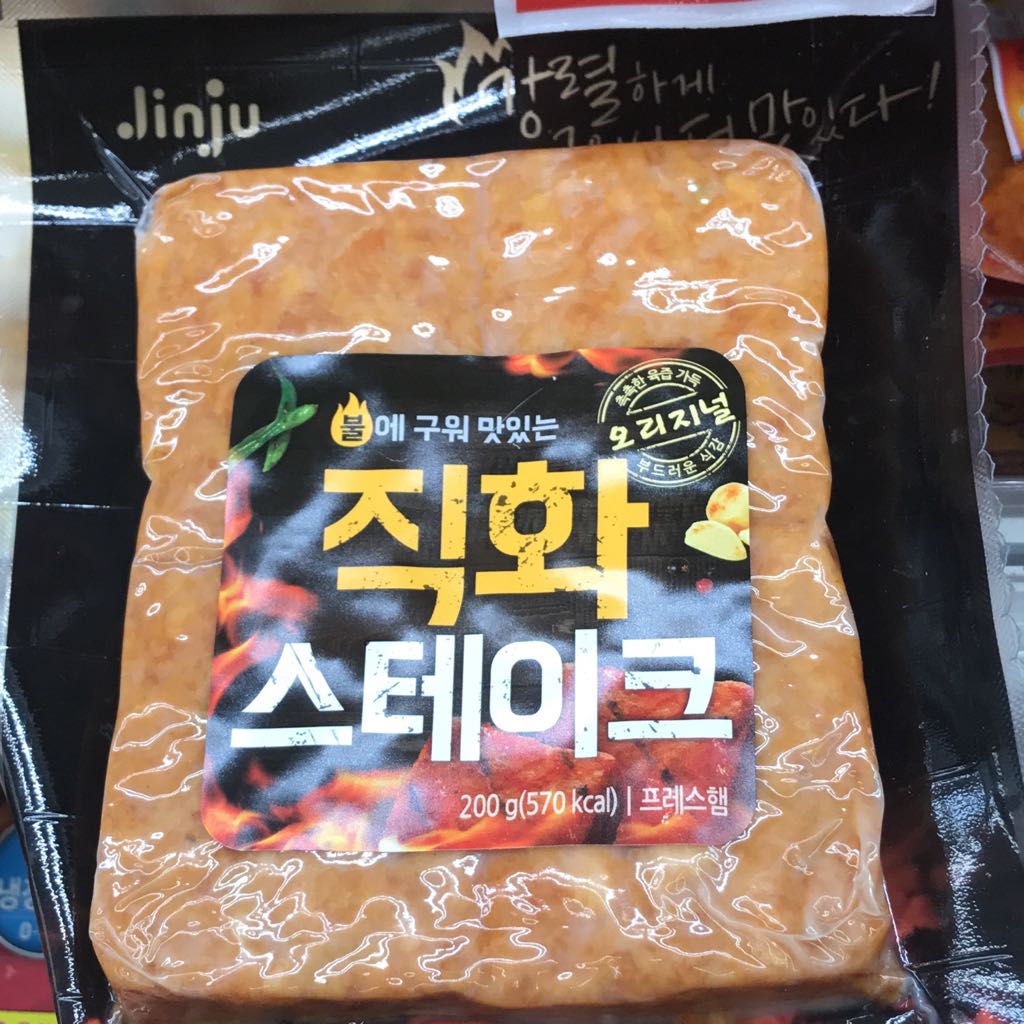 Jinju
강렬하게
더 맛있다!
촉촉한 육즙 가득
오리지널
부드러운 식감
불에 구워 맛있는
직화
스테이크
200 g(570 kcal) | 프레스햄